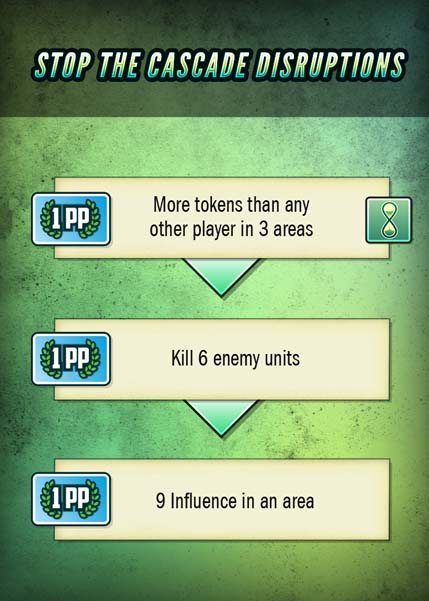 STOP THE CASCADE DISRUPTIONS
1 PP
More tokens than any
other player in 3 areas
1 PP
Kill 6 enemy units
1 PP
9 Influence in an area